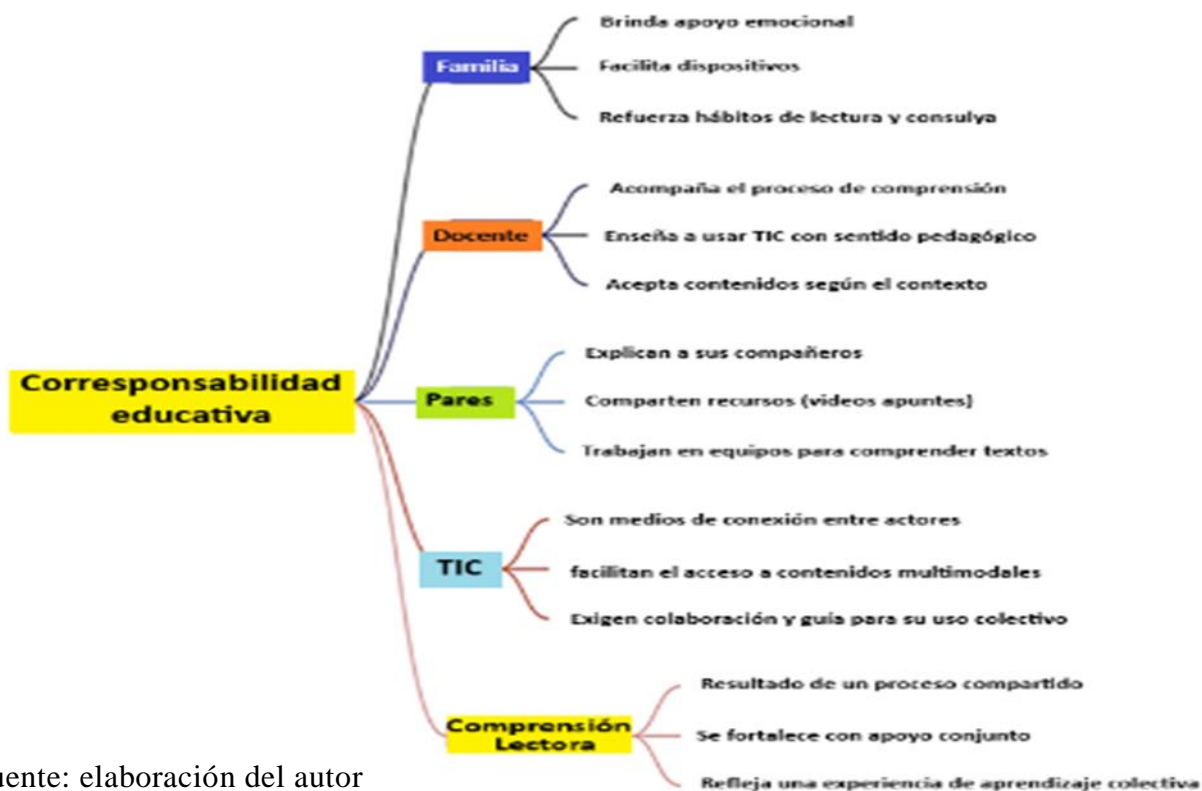 Corresponsabilidad
educativa
Familia
Brinda apoyo emocional
Facilita dispositivos
Refuerza hábitos de lectura y consulya
Docente
Acompaña el proceso de comprensión
Enseña a usar TIC con sentido pedagógico
Acepta contenidos según el contexto
Pares
Explican a sus compañeros
Comparten recursos (videos apuntes)
Trabajan en equipos para comprender textos
TIC
Son medios de conexión entre actores
facilitan el acceso a contenidos multimodales
Exigen colaboración y guía para su uso colectivo
Comprensión
Lectora
Resultado de un proceso compartido
Se fortalece con apoyo conjunto
Refleja una experiencia de aprendizaje colectiva
uente: elaboración del autor